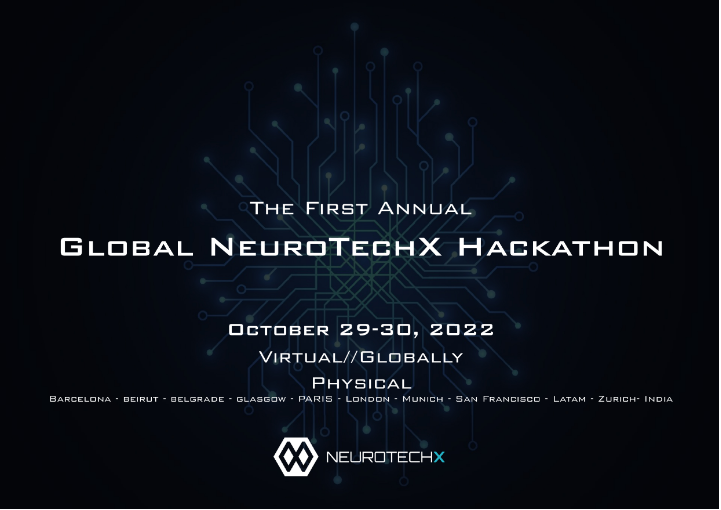 The First Annual
Global NeuroTechX Hackathon
October 29-30, 2022
Virtual//Globally
Physical
Barcelona - beirut - belgrade - glasgow - PARIS - London - Munich - San Francisco - Latam - Zurich- India
NEUROTECHX